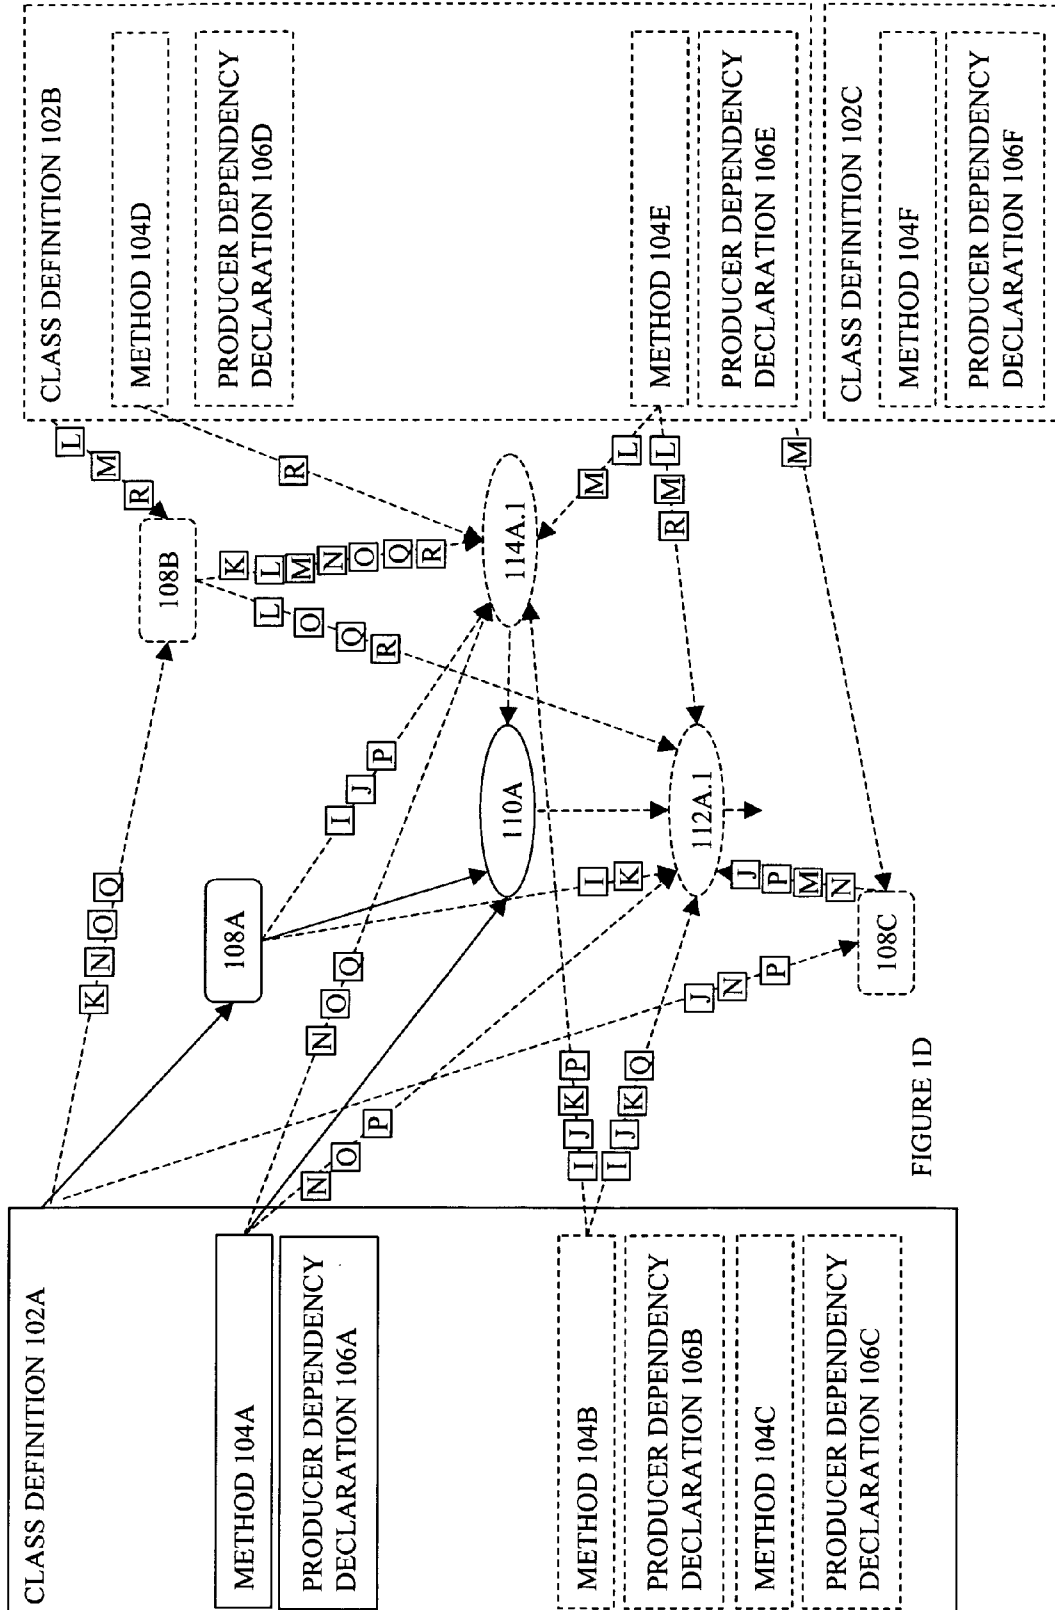 CLASS DEFINITION 102A
METHOD 104A
PRODUCER DEPENDENCY
DECLARATION 106A
METHOD 104B
PRODUCER DEPENDENCY
DECLARATION 106B
METHOD 104C
PRODUCER DEPENDENCY
DECLARATION 106C
K N O Q
108A
I J P
N O Q
N O P
I K
J N P
I J K P
I J K Q
108B
K L M N O Q R
L O Q R
L M R
R
114A.1
110A
112A.1
M L
R M L
J P M N
108C
M
CLASS DEFINITION 102B
METHOD 104D
PRODUCER DEPENDENCY
DECLARATION 106D
METHOD 104E
PRODUCER DEPENDENCY
DECLARATION 106E
CLASS DEFINITION 102C
METHOD 104F
PRODUCER DEPENDENCY
DECLARATION 106F
FIGURE 1D